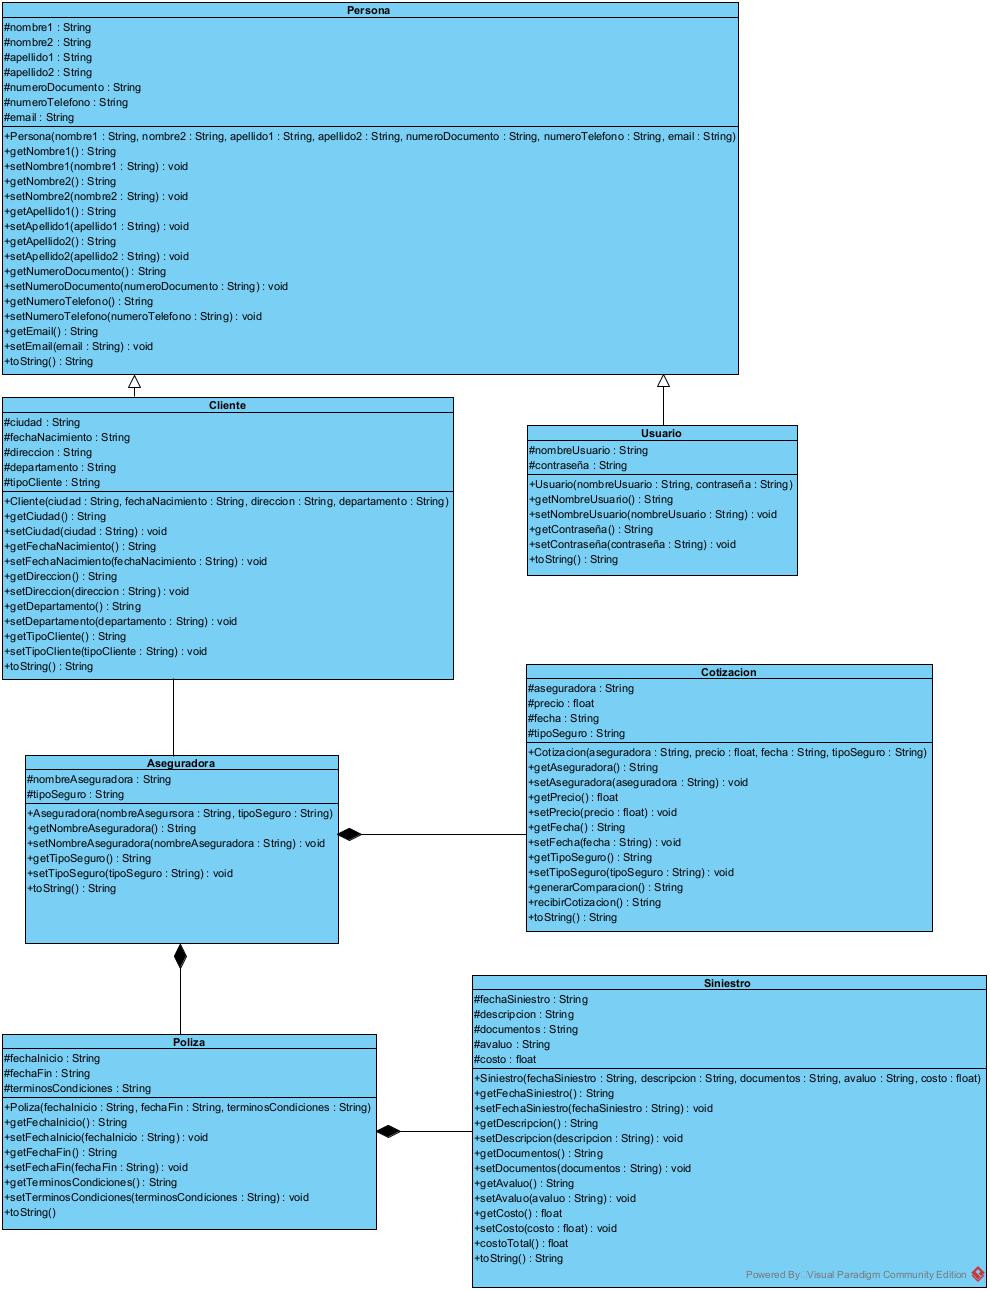 Persona
#nombre1 : String
#nombre2 : String
#apellido1 : String
#apellido2 : String
#numeroDocumento : String
#numeroTelefono : String
#email : String
+Persona(nombre1 : String, nombre2 : String, apellido1 : String, apellido2 : String, numeroDocumento : String, numeroTelefono : String, email : String)
+getNombre1() : String
+setNombre1(nombre1 : String) : void
+getNombre2() : String
+setNombre2(nombre2 : String) : void
+getApellido1() : String
+setApellido1(apellido1 : String) : void
+getApellido2() : String
+setApellido2(apellido2 : String) : void
+getNumeroDocumento() : String
+setNumeroDocumento(numeroDocumento : String) : void
+getNumeroTelefono() : String
+setNumeroTelefono(numeroTelefono : String) : void
+getEmail() : String
+setEmail(email : String) : void
+toString() : String
Cliente
#ciudad : String
#fechaNacimiento : String
#direccion : String
#departamento : String
#tipoCliente : String
+Cliente(ciudad : String, fechaNacimiento : String, direccion : String, departamento : String)
+getCiudad() : String
+setCiudad(ciudad : String) : void
+getFechaNacimiento() : String
+setFechaNacimiento(fechaNacimiento : String) : void
+getDireccion() : String
+setDireccion(direccion : String) : void
+getDepartamento() : String
+setDepartamento(departamento : String) : void
+getTipoCliente() : String
+setTipoCliente(tipoCliente : String) : void
+toString() : String
Usuario
#nombreUsuario : String
#contraseña : String
+Usuario(nombreUsuario : String, contraseña : String)
+getNombreUsuario() : String
+setNombreUsuario(nombreUsuario : String) : void
+getContraseña() : String
+setContraseña(contraseña : String) : void
+toString() : String
Cotizacion
#aseguradora : String
#precio : float
#fecha : String
#tipoSeguro : String
+Cotizacion(aseguradora : String, precio : float, fecha : String, tipoSeguro : String)
+getAseguradora() : String
+setAseguradora(aseguradora : String) : void
+getPrecio() : float
+setPrecio(precio : float) : void
+getFecha() : String
+setFecha(fecha : String) : void
+getTipoSeguro() : String
+setTipoSeguro(tipoSeguro : String) : void
+generarComparacion() : String
+recibirCotizacion() : String
+toString() : String
Aseguradora
#nombreAseguradora : String
#tipoSeguro : String
+Aseguradora(nombreAsegursora : String, tipoSeguro : String)
+getNombreAseguradora() : String
+setNombreAseguradora(nombreAseguradora : String) : void
+getTipoSeguro() : String
+setTipoSeguro(tipoSeguro : String) : void
+toString() : String
Poliza
#fechaInicio : String
#fechaFin : String
#terminosCondiciones : String
+Poliza(fechaInicio : String, fechaFin : String, terminosCondiciones : String)
+getFechaInicio() : String
+setFechaInicio(fechaInicio : String) : void
+getFechaFin() : String
+setFechaFin(fechaFin : String) : void
+getTerminosCondiciones() : String
+setTerminosCondiciones(terminosCondiciones : String) : void
+toString()
Siniestro
#fechaSiniestro : String
#descripcion : String
#documentos : String
#avaluo : String
#costo : float
+Siniestro(fechaSiniestro : String, descripcion : String, documentos : String, avaluo : String, costo : float)
+getFechaSiniestro() : String
+setFechaSiniestro(fechaSiniestro : String) : void
+getDescripcion() : String
+setDescripcion(descripcion : String) : void
+getDocumentos() : String
+setDocumentos(documentos : String) : void
+getAvaluo() : String
+setAvaluo(avaluo : String) : void
+getCosto() : float
+setCosto(costo : float) : void
+costoTotal() : float
+toString() : String
Powered By Visual Paradigm Community Edition